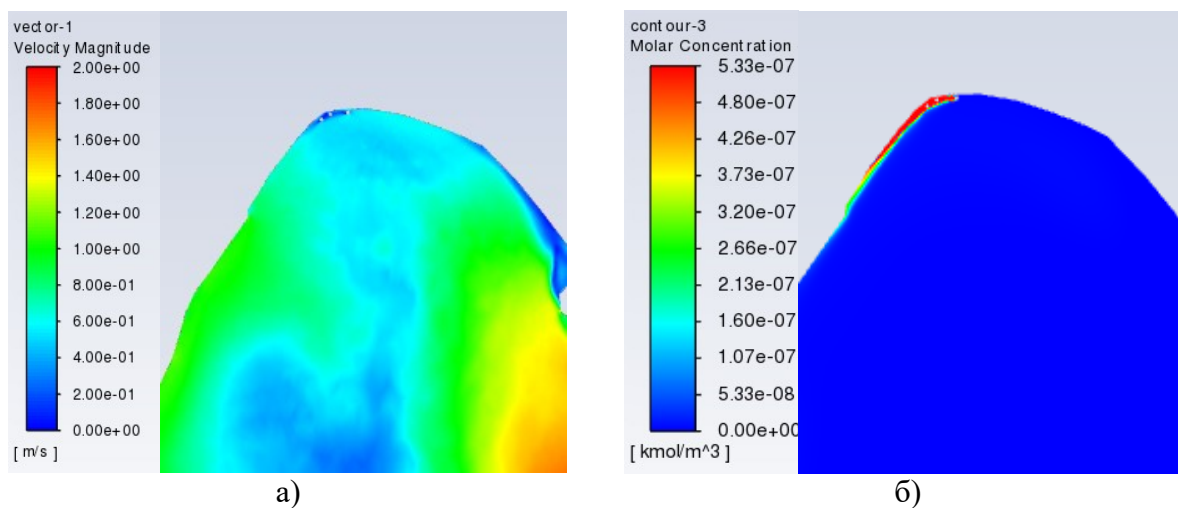 vector-1
Velocity Magnitude
2.00e+00
1.80e+00
1.60e+00
1.40e+00
1.20e+00
1.00e+00
8.00e-01
6.00e-01
4.00e-01
2.00e-01
0.00e+00
[ m/s ]
а)
contour-3
Molar Concentration
5.33e-07
4.80e-07
4.26e-07
3.73e-07
3.20e-07
2.66e-07
2.13e-07
1.60e-07
1.07e-07
5.33e-08
0.00e+00
[ kmol/m^3 ]
б)